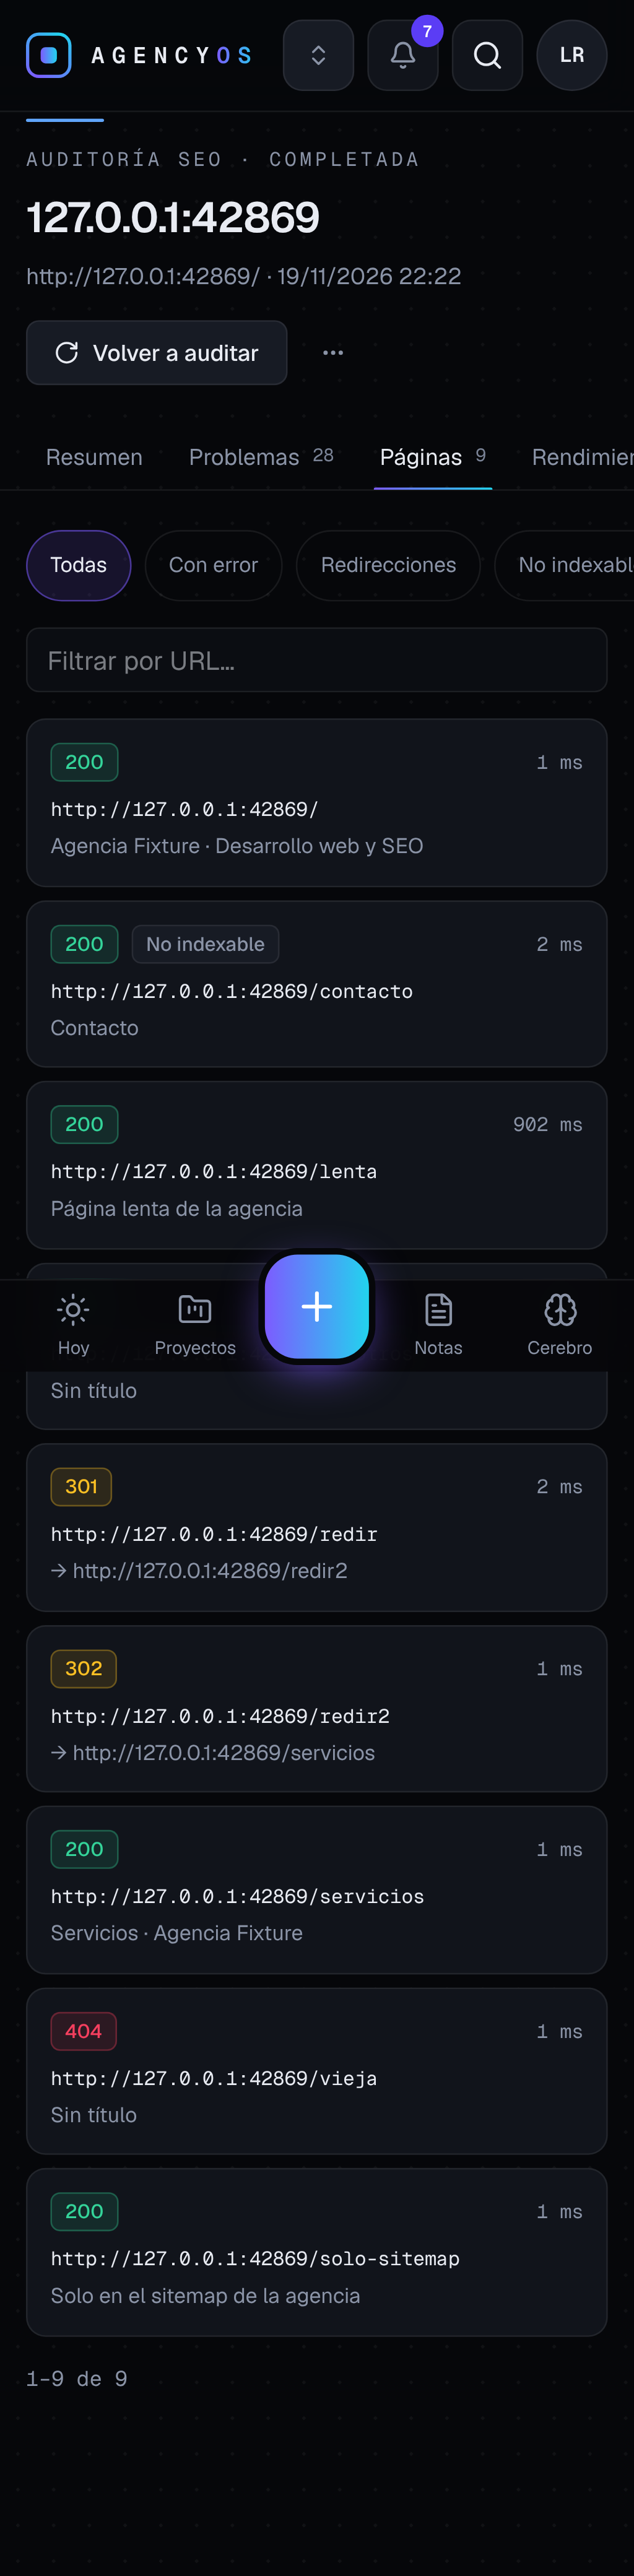 AGENCYOS
7
LR
AUDITORÍA SEO · COMPLETADA
127.0.0.1:42869
http://127.0.0.1:42869/ · 19/11/2026 22:22
Volver a auditar
Resumen
Problemas 28
Páginas 9
Rendimier
Todas
Con error
Redirecciones
No indexabl
Filtrar por URL...
200
1 ms
http://127.0.0.1:42869/
Agencia Fixture · Desarrollo web y SEO
200
No indexable
2 ms
http://127.0.0.1:42869/contacto
Contacto
200
902 ms
http://127.0.0.1:42869/lenta
Página lenta de la agencia
Hoy
Proyectos
Notas
Cerebro
Sin título
301
2 ms
http://127.0.0.1:42869/redir
→ http://127.0.0.1:42869/redir2
302
1 ms
http://127.0.0.1:42869/redir2
→ http://127.0.0.1:42869/servicios
200
1 ms
http://127.0.0.1:42869/servicios
Servicios · Agencia Fixture
404
1 ms
http://127.0.0.1:42869/vieja
Sin título
200
1 ms
http://127.0.0.1:42869/solo-sitemap
Solo en el sitemap de la agencia
1–9 de 9